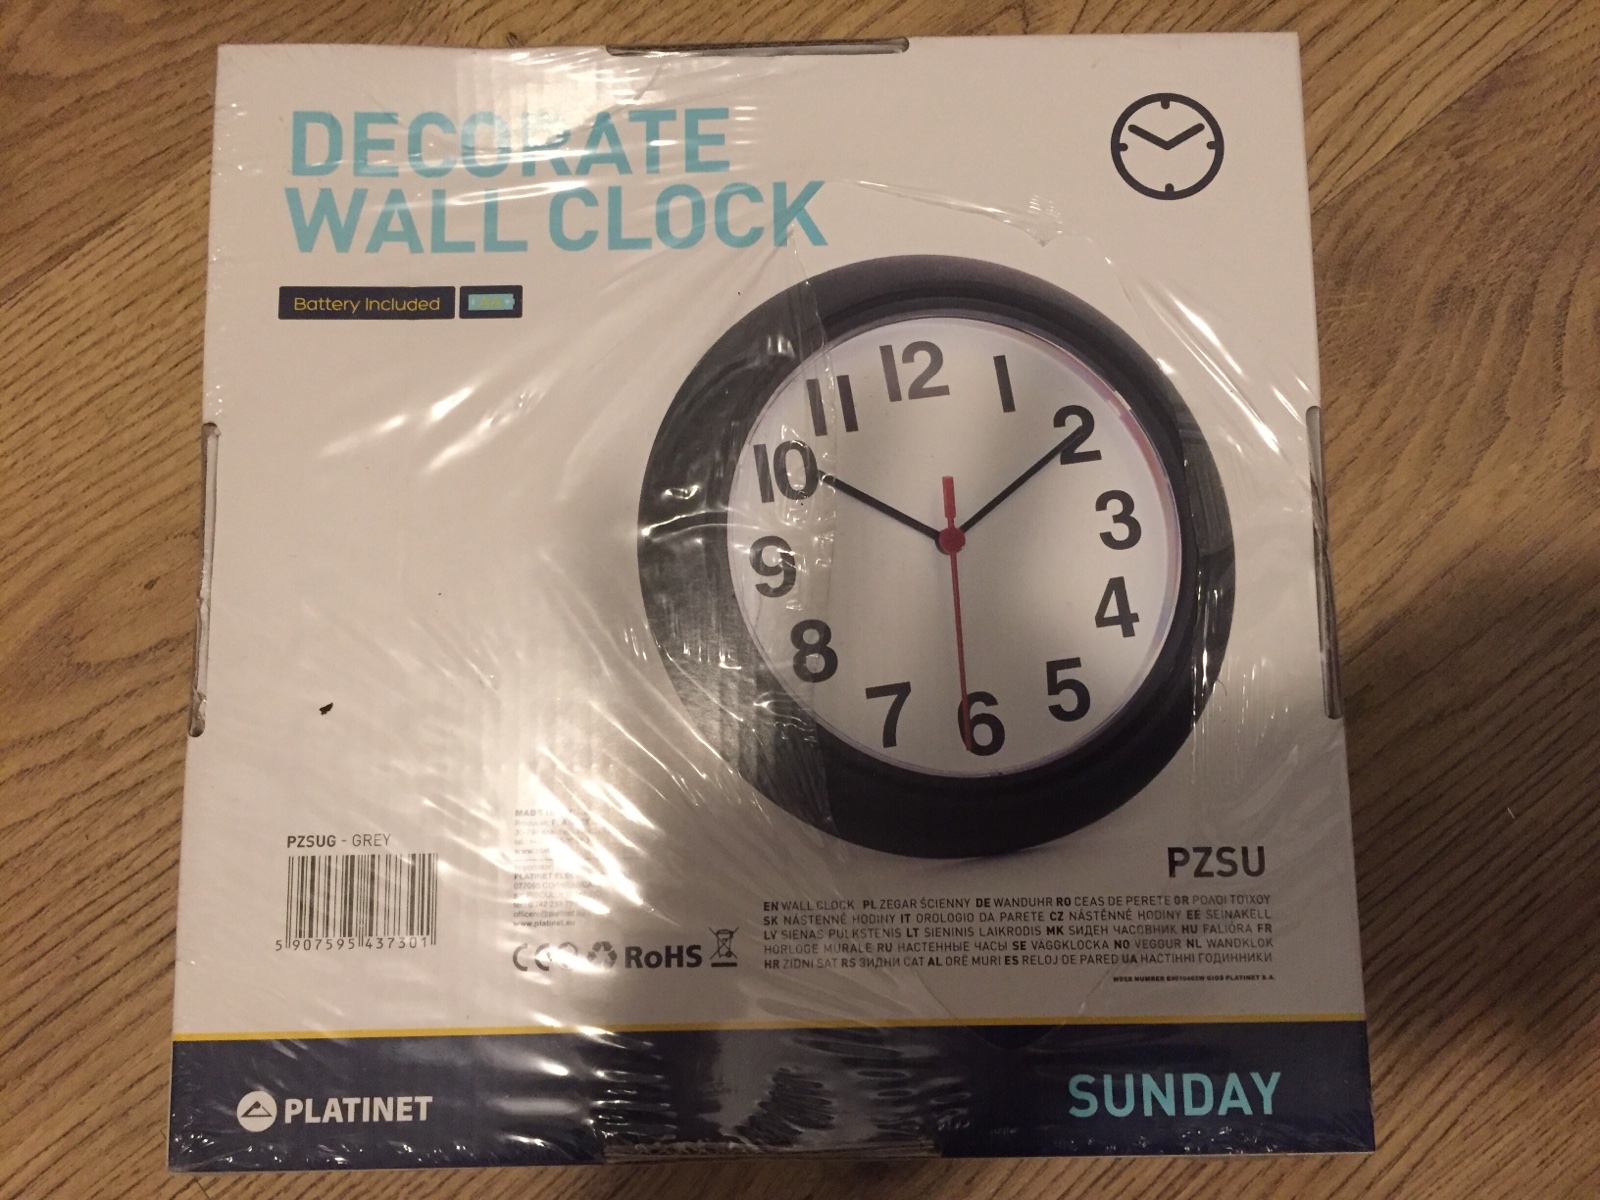 DECORATE
WALL CLOCK
Battery Included
12
11 1
10 2
9 3
8 4
7 5
6
PZSUG - GREY
5 907595 437301
www.platinet.eu
CE RoHS
PZSU
EN WALL CLOCK PL ZEGAR ŚCIENNY DE WANDUHR RO CEAS DE PERETE GR ΡΟΛΟΙ ΤΟΙΧΟΥ
SK NÁSTENNÉ HODINY IT OROLOGIO DA PARETE CZ NÁSTĚNNÉ HODINY EE SEINAKELL
LV SIENAS PULKSTENIS LT SIENINIS LAIKRODIS MK ЅИДЕН ЧАСОВНИК HU FALIÓRA FR
HORLOGE MURALE RU НАСТЕННЫЕ ЧАСЫ SE VÄGGKLOCKA NO VEGGUR NL WANDKLOK
HR ZIDNI SAT RS ЗИДНИ САТ AL ORË MURI ES RELOJ DE PARED UA НАСТІННІ ГОДИННИКИ
PLATINET
SUNDAY